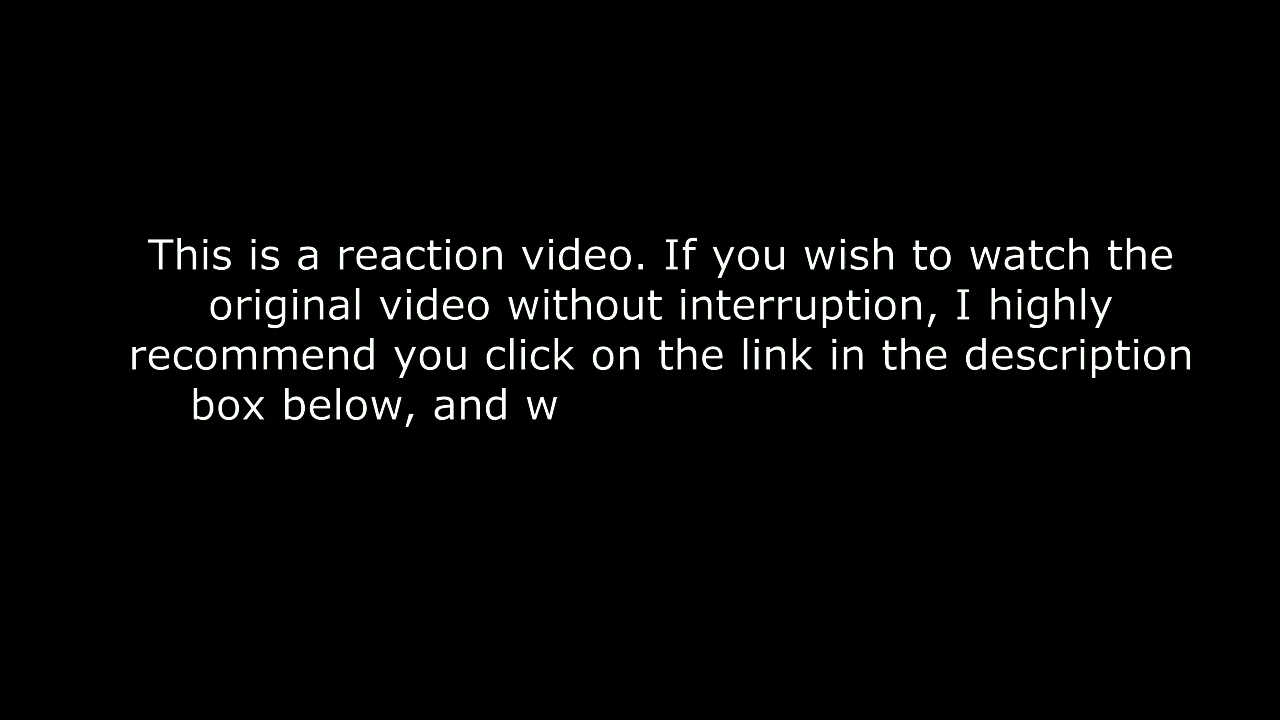 This is a reaction video. If you wish to watch the
original video without interruption, I highly
recommend you click on the link in the description
box below, and w